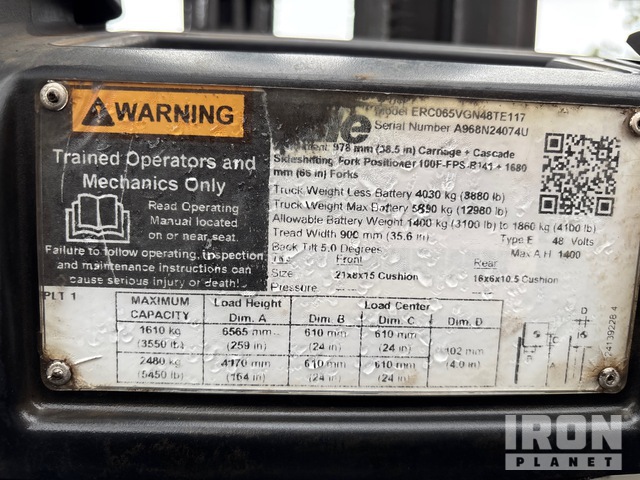 WARNING
Trained Operators and
Mechanics Only
Read Operating
Manual located
on or near seat.
Failure to follow operating, inspection
and maintenance instructions can
cause serious injury or death!
Model ERC065VGN48TE117
Serial Number A968N24074U
978 mm (38.5 in) Carriage + Cascade
Sideshifting Fork Positioner 100F-FPS-B141 + 1680
mm (66 in) Forks
Truck Weight Less Battery 4030 kg (8880 lb)
Truck Weight Max Battery 5890 kg (12980 lb)
Allowable Battery Weight 1400 kg (3100 lb) to 1860 kg (4100 lb)
Tread Width 900 mm (35.6 in) Type E 48 Volts
Back Tilt 5.0 Degrees Max A.H. 1400
Front Rear
Size 21x8x15 Cushion 16x6x10.5 Cushion
Pressure
PLT 1
MAXIMUM CAPACITY Load Height Dim. A Load Center Dim. B Dim. C Dim. D
1610 kg 6565 mm 610 mm 610 mm
(3550 lb) (259 in) (24 in) (24 in)
102 mm
(4.0 in)
2480 kg 4170 mm 610 mm 610 mm
(5450 lb) (164 in) (24 in) (24 in)
D
B
C
A
24139228 4
IRON
PLANET